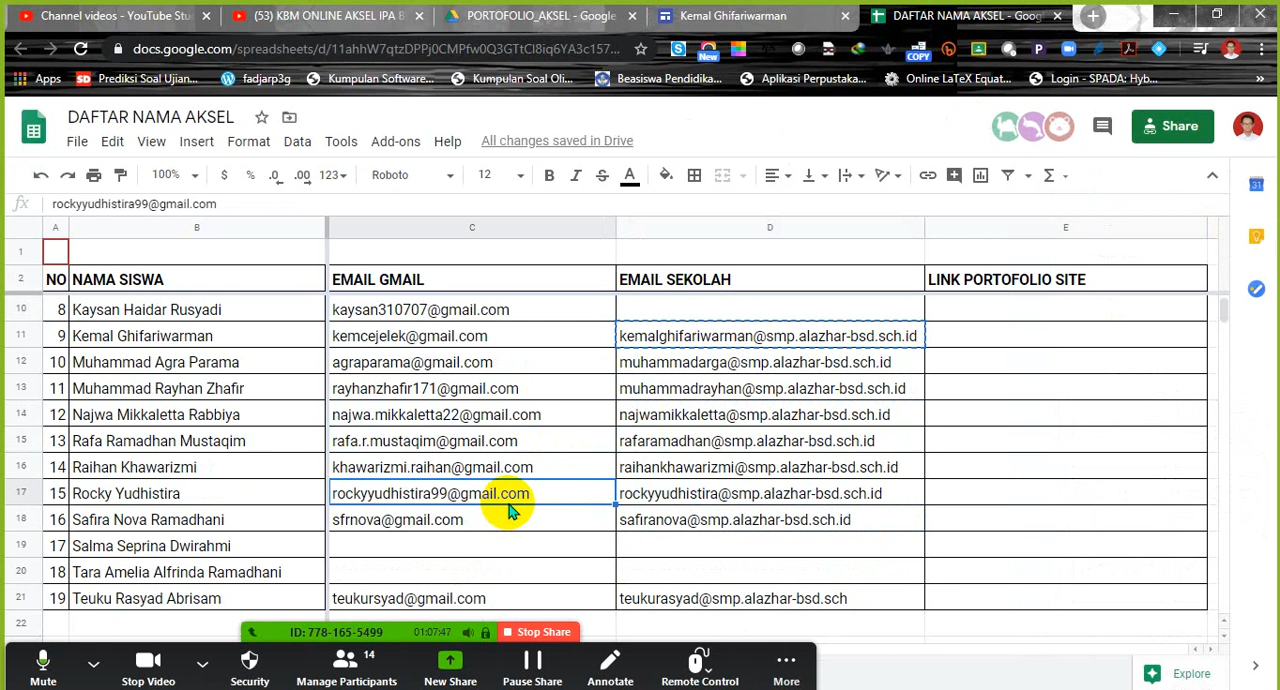 Channel videos - YouTube Stu
(53) KBM ONLINE AKSEL IPA B
PORTOFOLIO_AKSEL - Google
Kemal Ghifariwarman
DAFTAR NAMA AKSEL - Goog
docs.google.com/spreadsheets/d/11ahhW7qtzDPPj0CMPfw0Q3GTtCl8iq6YA3c157...
New
COPY
Apps
Prediksi Soal Ujian...
fadjarp3g
Kumpulan Software...
Kumpulan Soal Oli...
Beasiswa Pendidika...
Aplikasi Perpustaka...
Online LaTeX Equat...
Login - SPADA: Hyb...
»
DAFTAR NAMA AKSEL
File Edit View Insert Format Data Tools Add-ons Help All changes saved in Drive
Share
100% $ % .0 .00 123 Roboto 12 B I S A
fx rockyyudhistira99@gmail.com
A B C D E
1
2 NO NAMA SISWA EMAIL GMAIL EMAIL SEKOLAH LINK PORTOFOLIO SITE
10 8 Kaysan Haidar Rusyadi kaysan310707@gmail.com
11 9 Kemal Ghifariwarman kemcejelek@gmail.com kemalghifariwarman@smp.alazhar-bsd.sch.id
12 10 Muhammad Agra Parama agraparama@gmail.com muhammadarga@smp.alazhar-bsd.sch.id
13 11 Muhammad Rayhan Zhafir rayhanzhafir171@gmail.com muhammadrayhan@smp.alazhar-bsd.sch.id
14 12 Najwa Mikkaletta Rabbiya najwa.mikkaletta22@gmail.com najwamikkaletta@smp.alazhar-bsd.sch.id
15 13 Rafa Ramadhan Mustaqim rafa.r.mustaqim@gmail.com rafaramadhan@smp.alazhar-bsd.sch.id
16 14 Raihan Khawarizmi khawarizmi.raihan@gmail.com raihankhawarizmi@smp.alazhar-bsd.sch.id
17 15 Rocky Yudhistira rockyyudhistira99@gmail.com rockyyudhistira@smp.alazhar-bsd.sch.id
18 16 Safira Nova Ramadhani sfrnova@gmail.com safiranova@smp.alazhar-bsd.sch.id
19 17 Salma Seprina Dwirahmi
20 18 Tara Amelia Alfrinda Ramadhani
21 19 Teuku Rasyad Abrisam teukursyad@gmail.com teukurasyad@smp.alazhar-bsd.sch
22
ID: 778-165-5499 01:07:47 Stop Share
14
Mute Stop Video Security Manage Participants New Share Pause Share Annotate Remote Control More
Explore